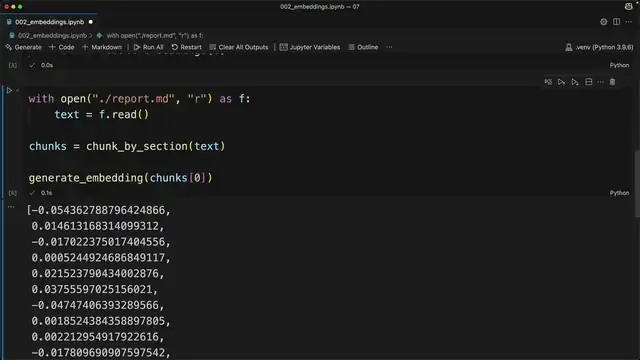 002_embeddings.ipynb — 07
002_embeddings.ipynb
002_embeddings.ipynb > with open("./report.md", "r") as f:
Generate + Code + Markdown Run All Restart Clear All Outputs Jupyter Variables Outline ... .venv (Python 3.9.6)
[3] 0.0s Python
with open("./report.md", "r") as f:
text = f.read()
chunks = chunk_by_section(text)
generate_embedding(chunks[0])
0.1s Python
... [-0.054362788796424866,
0.014613168314099312,
-0.017022375017404556,
0.0005244924686849117,
0.021523790434002876,
0.03755597025156021,
-0.04747406393289566,
0.0018524384358897805,
0.002212954917922616,
-0.017809690907597542,